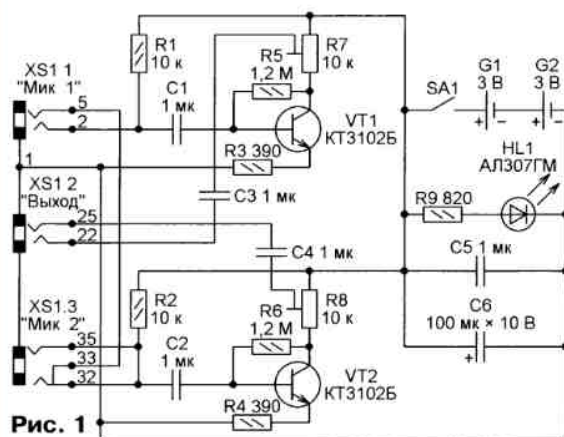 XS1 1
"Мик 1"
5
2
1
R1
10 к
C1
1 мк
R5
1,2 М
R7
10 к
VT1
КТ3102Б
R3 390
C3 1 мк
XS1 2
"Выход"
25
22
C4 1 мк
SA1
G1
3 В
G2
3 В
+ -
+ -
HL1
АЛ307ГМ
R9 820
C5 1 мк
C6
100 мк × 10 В
+
XS1.3
"Мик 2"
35
33
32
R2
10 к
C2
1 мк
R6
1,2 М
R8
10 к
VT2
КТ3102Б
R4 390
Рис. 1